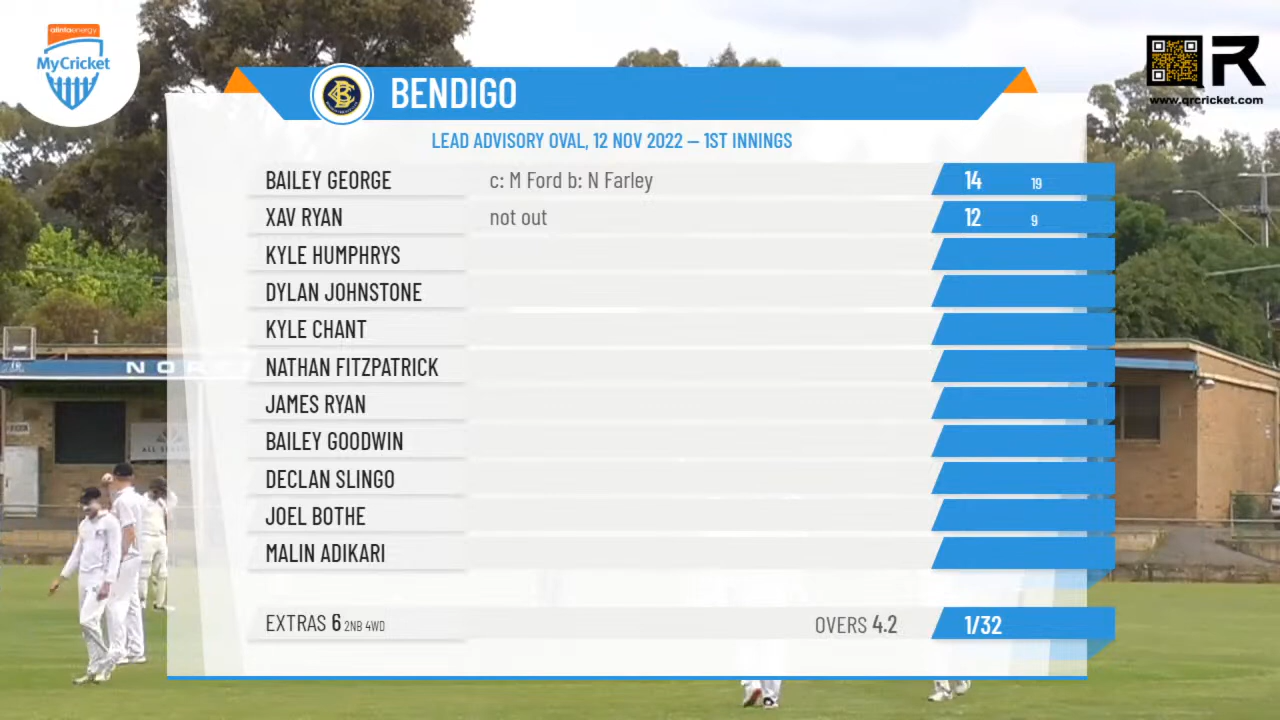 alintaenergy
MyCricket
QR
www.qrcricket.com
BENDIGO
LEAD ADVISORY OVAL, 12 NOV 2022 – 1ST INNINGS
BAILEY GEORGE c: M Ford b: N Farley 14 19
XAV RYAN not out 12 9
KYLE HUMPHRYS
DYLAN JOHNSTONE
KYLE CHANT
NATHAN FITZPATRICK
JAMES RYAN
BAILEY GOODWIN
DECLAN SLINGO
JOEL BOTHE
MALIN ADIKARI
EXTRAS 6 2NB 4WD OVERS 4.2 1/32